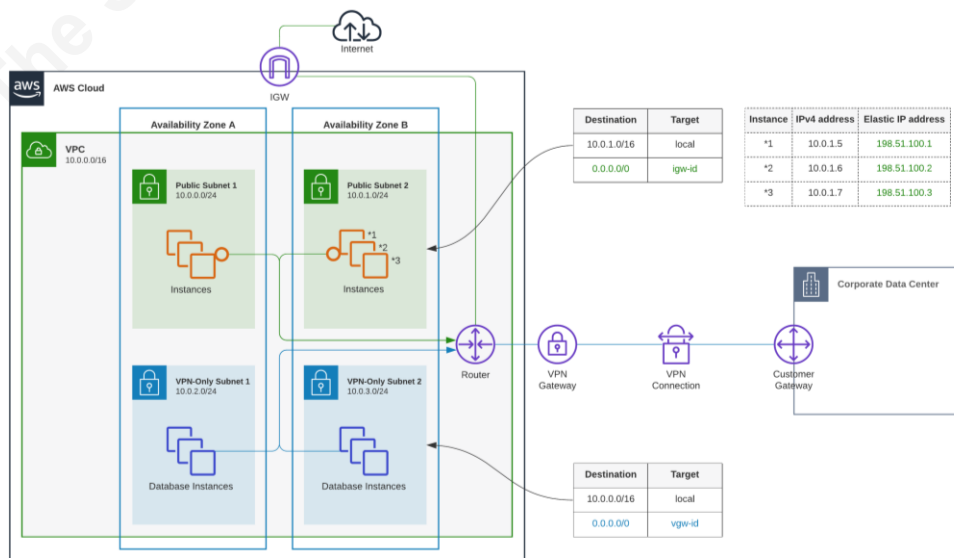 The
Internet
IGW
aws
AWS Cloud
Availability Zone A
Availability Zone B
VPC
10.0.0.0/16
Public Subnet 1
10.0.0.0/24
Instances
Public Subnet 2
10.0.1.0/24
*1
*2
*3
Instances
VPN-Only Subnet 1
10.0.2.0/24
Database Instances
VPN-Only Subnet 2
10.0.3.0/24
Database Instances
Destination Target
10.0.1.0/16 local
0.0.0.0/0 igw-id
Instance IPv4 address Elastic IP address
*1 10.0.1.5 198.51.100.1
*2 10.0.1.6 198.51.100.2
*3 10.0.1.7 198.51.100.3
Router
VPN
Gateway
VPN
Connection
Customer
Gateway
Corporate Data Center
Destination Target
10.0.0.0/16 local
0.0.0.0/0 vgw-id